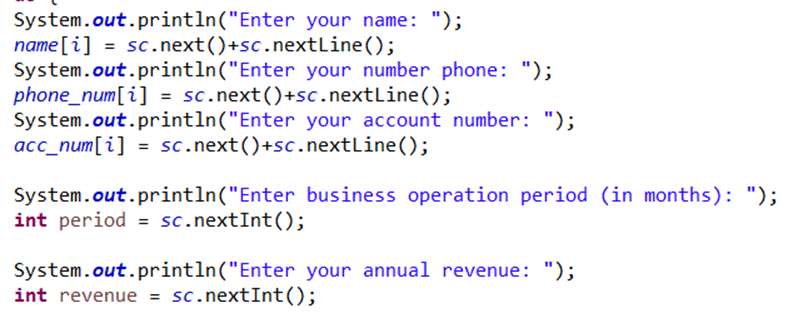 System.out.println("Enter your name: ");
name[i] = sc.next()+sc.nextLine();
System.out.println("Enter your number phone: ");
phone_num[i] = sc.next()+sc.nextLine();
System.out.println("Enter your account number: ");
acc_num[i] = sc.next()+sc.nextLine();
System.out.println("Enter business operation period (in months): ");
int period = sc.nextInt();
System.out.println("Enter your annual revenue: ");
int revenue = sc.nextInt();